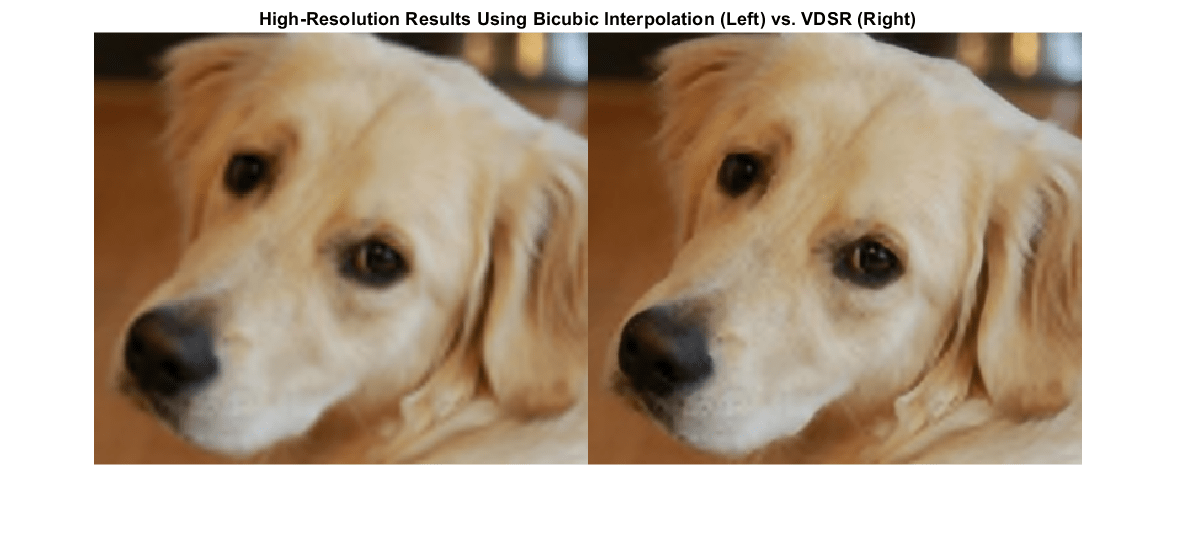 High-Resolution Results Using Bicubic Interpolation (Left) vs. VDSR (Right)